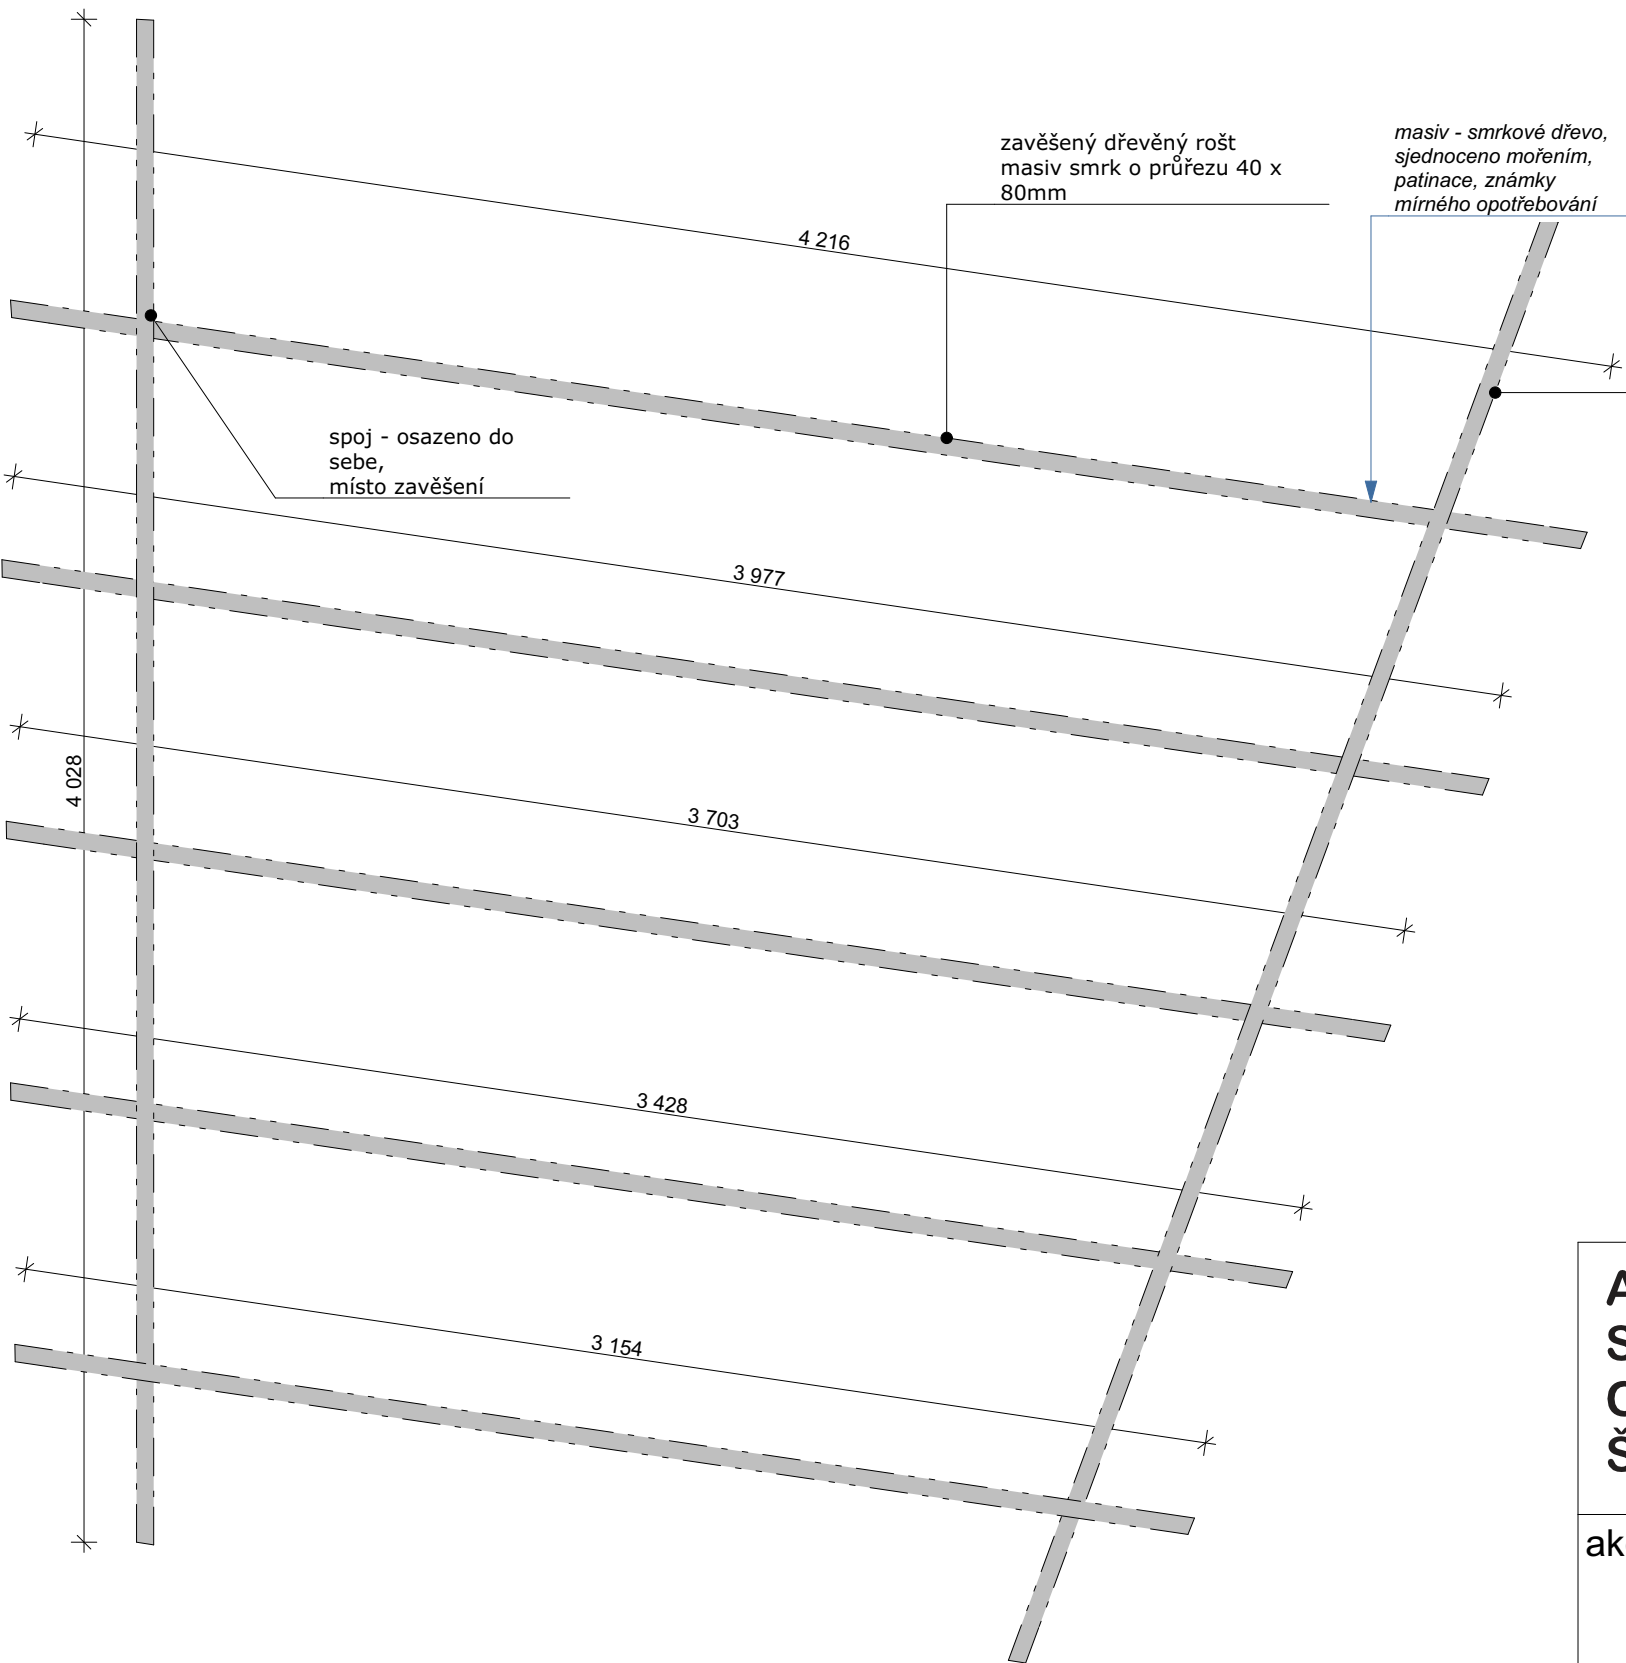 zavěšený dřevěný rošt
masiv smrk o průřezu 40 x
80mm
masiv - smrkové dřevo,
sjednoceno mořením,
patinace, známky
mírného opotřebování
4 216
spoj - osazeno do
sebe,
místo zavěšení
3 977
4 028
3 703
3 428
3 154
A
S
Š
ak